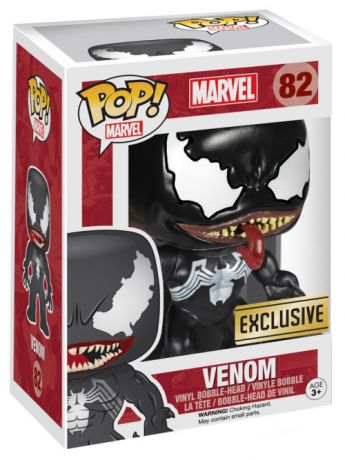 POP!
MARVEL
VENOM
82
POP!
MARVEL
MARVEL 82
EXCLUSIVE
VENOM
VINYL BOBBLE-HEAD / VINYLE BOBBLE
LA TÊTE / BOBBLE-HEAD DE VINIL
WARNING! Choking Hazard.
May contain small parts.
AGE
3+